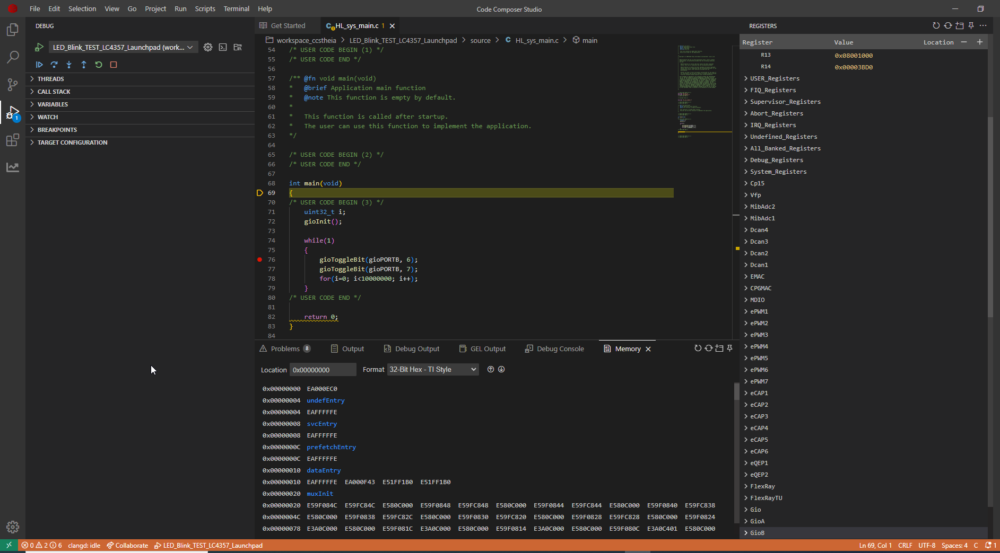 File Edit Selection View Go Project Run Scripts Terminal Help
Code Composer Studio
DEBUG
LED_Blink_TEST_LC4357_Launchpad (work...
THREADS
CALL STACK
VARIABLES
WATCH
BREAKPOINTS
TARGET CONFIGURATION
1
Get Started
HL_sys_main.c 1
workspace_ccstheia > LED_Blink_TEST_LC4357_Launchpad > source > C HL_sys_main.c > main
54 /* USER CODE BEGIN (1) */
55 /* USER CODE END */
56
57 /** @fn void main(void)
58 * @brief Application main function
59 * @note This function is empty by default.
60 *
61 * This function is called after startup.
62 * The user can use this function to implement the application.
63 */
64
65 /* USER CODE BEGIN (2) */
66 /* USER CODE END */
67
68 int main(void)
69 {
70 /* USER CODE BEGIN (3) */
71 uint32_t i;
72 gioInit();
73
74 while(1)
75 {
76 gioToggleBit(gioPORTB, 6);
77 gioToggleBit(gioPORTB, 7);
78 for(i=0; i<10000000; i++);
79 }
80 /* USER CODE END */
81
82 return 0;
83 }
84
Problems 8 Output Debug Output GEL Output Debug Console Memory
Location 0x00000000 Format 32-Bit Hex - TI Style
0x00000000 EA000EC0
0x00000004 undefEntry
0x00000004 EAFFFFFE
0x00000008 svcEntry
0x00000008 EAFFFFFE
0x0000000C prefetchEntry
0x0000000C EAFFFFFE
0x00000010 dataEntry
0x00000010 EAFFFFFE EA000F43 E51FF1B0 E51FF1B0
0x00000020 muxInit
0x00000020 E59F084C E59FC84C E580C000 E59F0848 E59FC848 E580C000 E59F0844 E59FC844 E580C000 E59F0840 E59FC838
0x0000004C E580C000 E59F0838 E59FC82C E580C000 E59F0830 E59FC820 E580C000 E59F0828 E59FC828 E580C000 E59F0824
0x00000078 E3A0C000 E580C000 E59F081C E3A0C000 E580C000 E59F0814 E3A0C000 E580C000 E59F080C E3A0C401 E580C000
REGISTERS
Register Value Location
R13 0x08001000
R14 0x00003BD0
USER_Registers
FIQ_Registers
Supervisor_Registers
Abort_Registers
IRQ_Registers
Undefined_Registers
All_Banked_Registers
Debug_Registers
System_Registers
Cp15
Vfp
MibAdc2
MibAdc1
Dcan4
Dcan3
Dcan2
Dcan1
EMAC
CPGMAC
MDIO
ePWM1
ePWM2
ePWM3
ePWM4
ePWM5
ePWM6
ePWM7
eCAP1
eCAP2
eCAP3
eCAP4
eCAP5
eCAP6
eQEP1
eQEP2
FlexRay
FlexRayTU
Gio
GioA
GioB
0 2 6 clangd: idle Collaborate LED_Blink_TEST_LC4357_Launchpad
Ln 69, Col 1 CRLF UTF-8 Spaces: 4 C 1